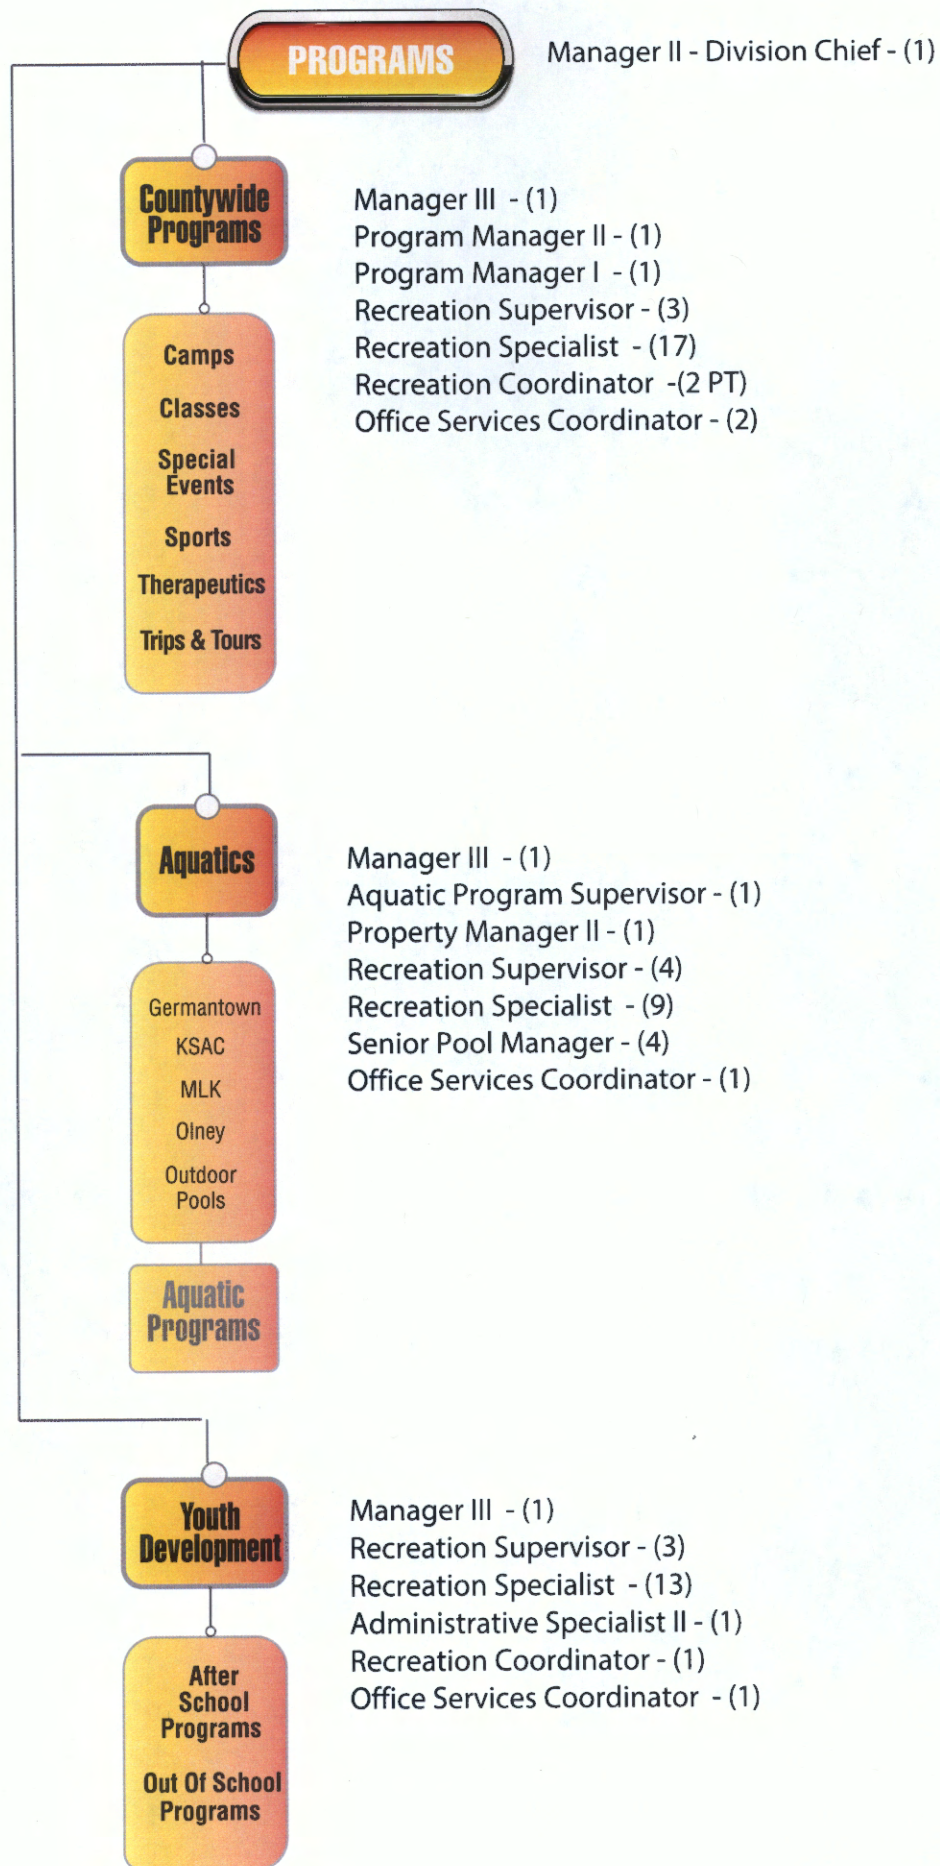 PROGRAMS
Manager II - Division Chief - (1)
Countywide
Programs
Manager III - (1)
Program Manager II - (1)
Program Manager I - (1)
Recreation Supervisor - (3)
Recreation Specialist - (17)
Recreation Coordinator -(2 PT)
Office Services Coordinator - (2)
Camps
Classes
Special
Events
Sports
Therapeutics
Trips & Tours
Aquatics
Manager III - (1)
Aquatic Program Supervisor - (1)
Property Manager II - (1)
Recreation Supervisor - (4)
Recreation Specialist - (9)
Senior Pool Manager - (4)
Office Services Coordinator - (1)
Germantown
KSAC
MLK
Olney
Outdoor
Pools
Aquatic
Programs
Youth
Development
Manager III - (1)
Recreation Supervisor - (3)
Recreation Specialist - (13)
Administrative Specialist II - (1)
Recreation Coordinator - (1)
Office Services Coordinator - (1)
After
School
Programs
Out Of School
Programs